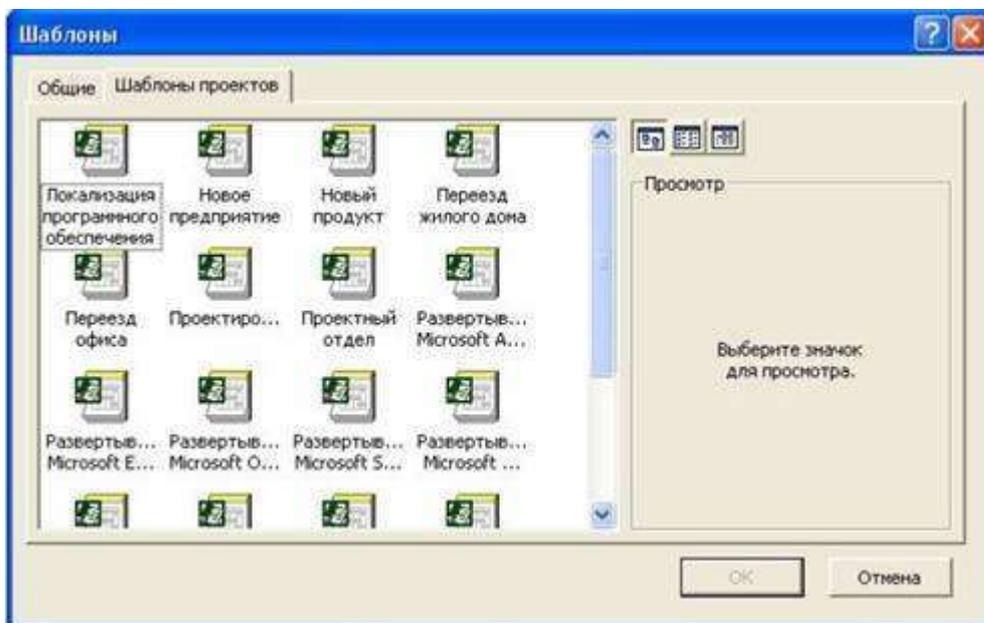 Шаблоны
Общие
Шаблоны проектов
Локализация
программного
обеспечения
Новое
предприятие
Новый
продукт
Переезд
жилого дома
Переезд
офиса
Проектиро...
Проектный
отдел
Развертыв...
Microsoft A...
Развертыв...
Microsoft E...
Развертыв...
Microsoft O...
Развертыв...
Microsoft S...
Развертыв...
Microsoft ...
Просмотр
Выберите значок
для просмотра.
OK
Отмена